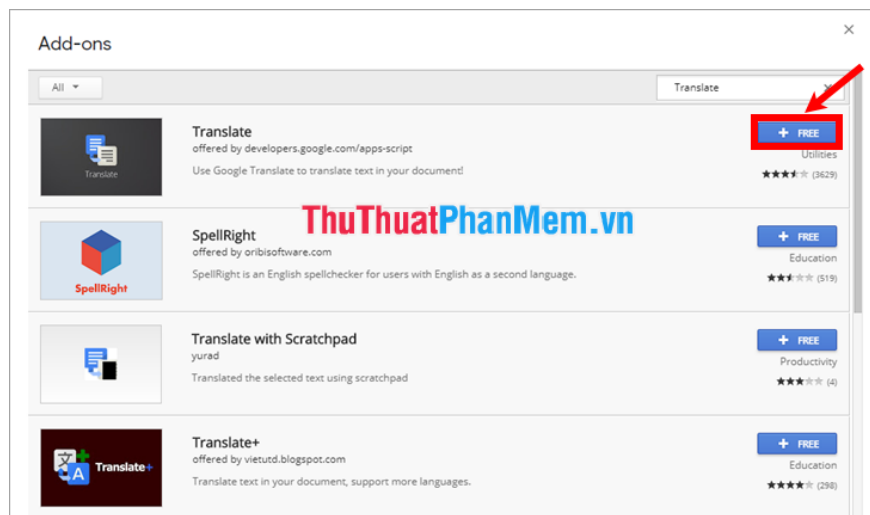 Add-ons
All
Translate
Translate
Translate
offered by developers.google.com/apps-script
Use Google Translate to translate text in your document!
+ FREE
Utilities
(3629)
ThuThuatPhanMem.vn
SpellRight
SpellRight
offered by oribisoftware.com
SpellRight is an English spellchecker for users with English as a second language.
+ FREE
Education
(519)
Translate with Scratchpad
yurad
Translated the selected text using scratchpad
+ FREE
Productivity
(4)
文A Translate+
Translate+
offered by vietutd.blogspot.com
Translate text in your document, support more languages.
+ FREE
Education
(298)